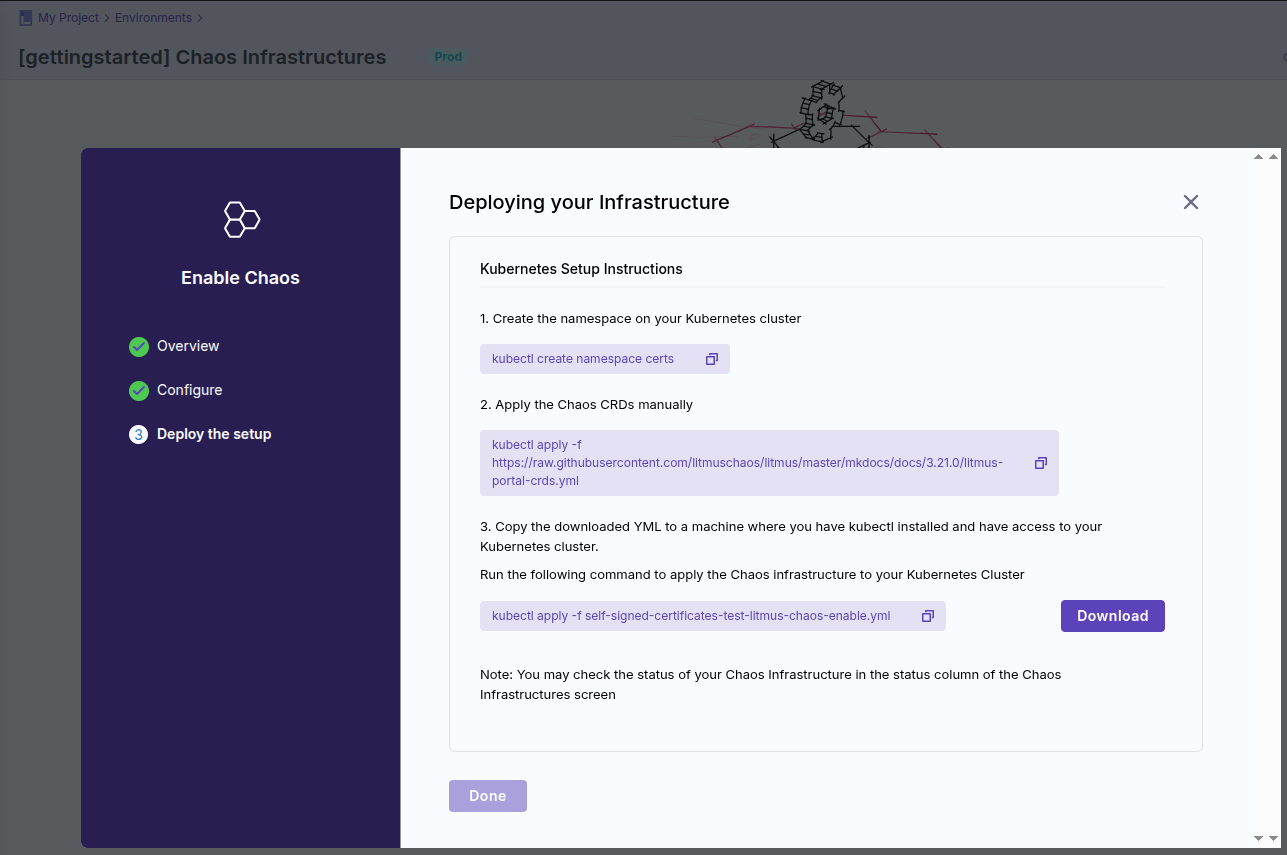 My Project > Environments >
[gettingstarted] Chaos Infrastructures Prod
Enable Chaos
Overview
Configure
3 Deploy the setup
Deploying your Infrastructure
Kubernetes Setup Instructions
1. Create the namespace on your Kubernetes cluster
kubectl create namespace certs
2. Apply the Chaos CRDs manually
kubectl apply -f
https://raw.githubusercontent.com/litmuschaos/litmus/master/mkdocs/docs/3.21.0/litmus-
portal-crds.yml
3. Copy the downloaded YML to a machine where you have kubectl installed and have access to your
Kubernetes cluster.
Run the following command to apply the Chaos infrastructure to your Kubernetes Cluster
kubectl apply -f self-signed-certificates-test-litmus-chaos-enable.yml
Download
Note: You may check the status of your Chaos Infrastructure in the status column of the Chaos
Infrastructures screen
Done